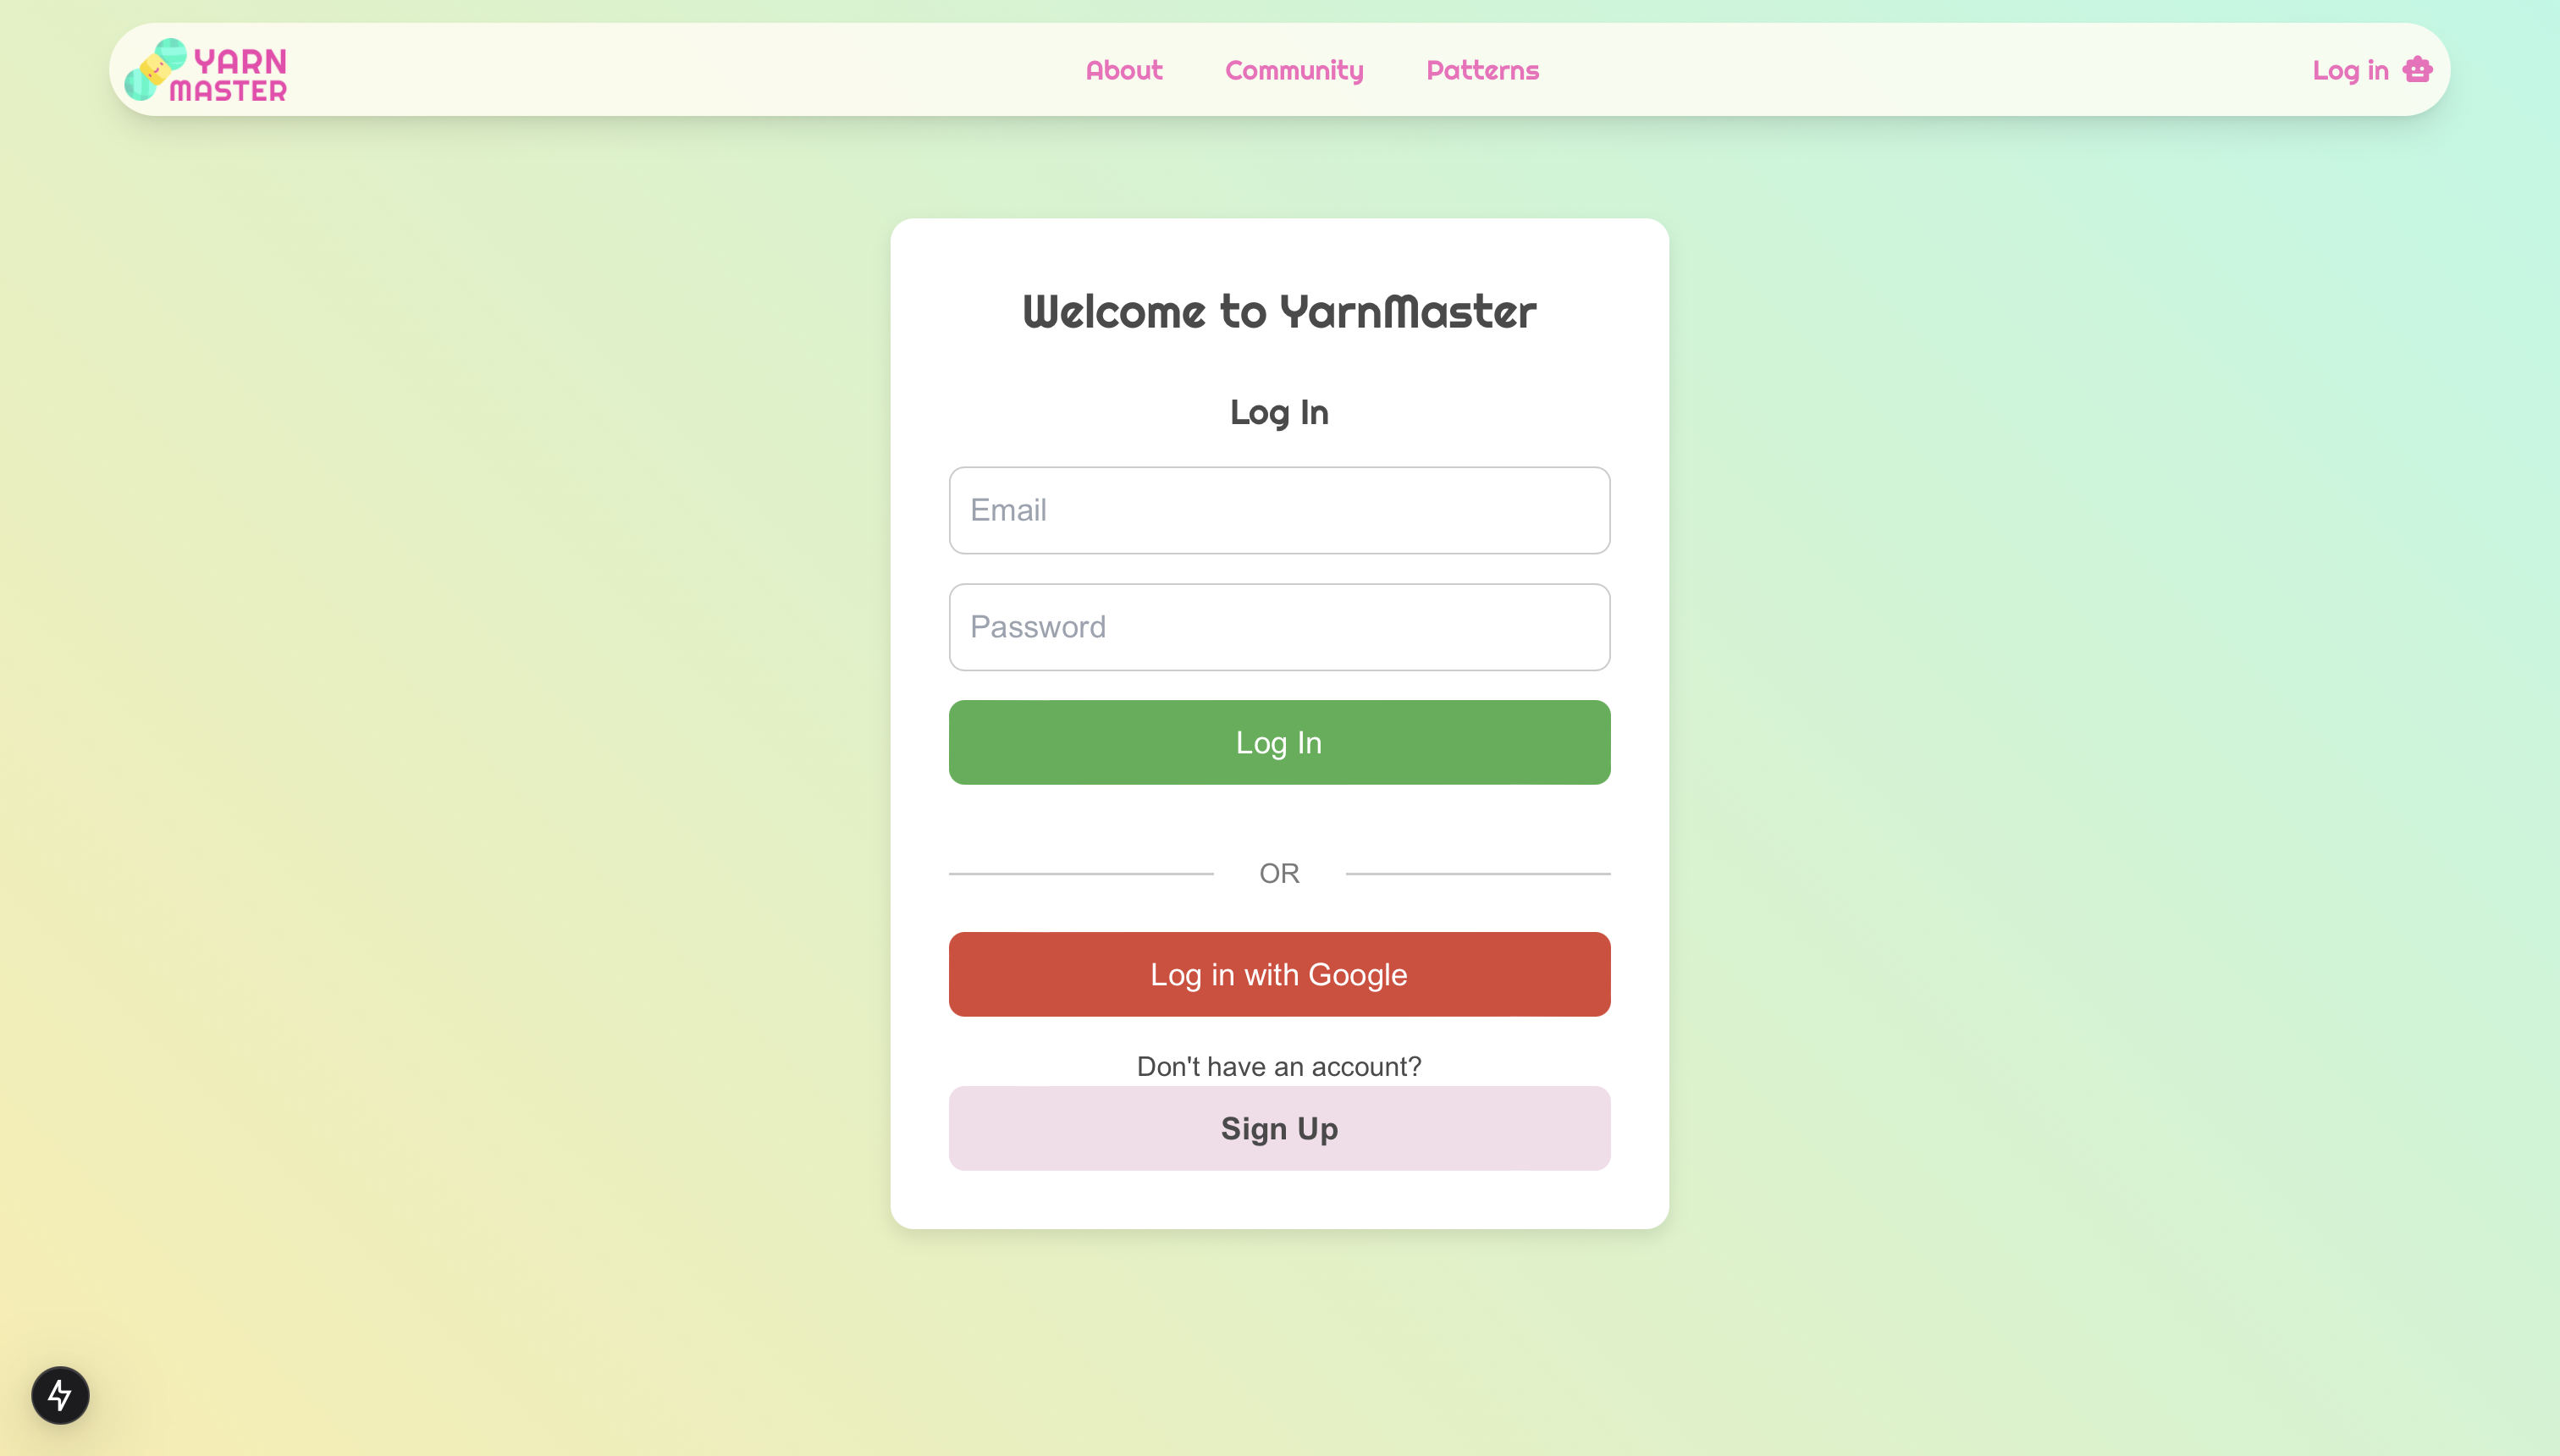 YARN
MASTER
About
Community
Patterns
Log in
Welcome to YarnMaster
Log In
Email
Password
Log In
OR
Log in with Google
Don't have an account?
Sign Up